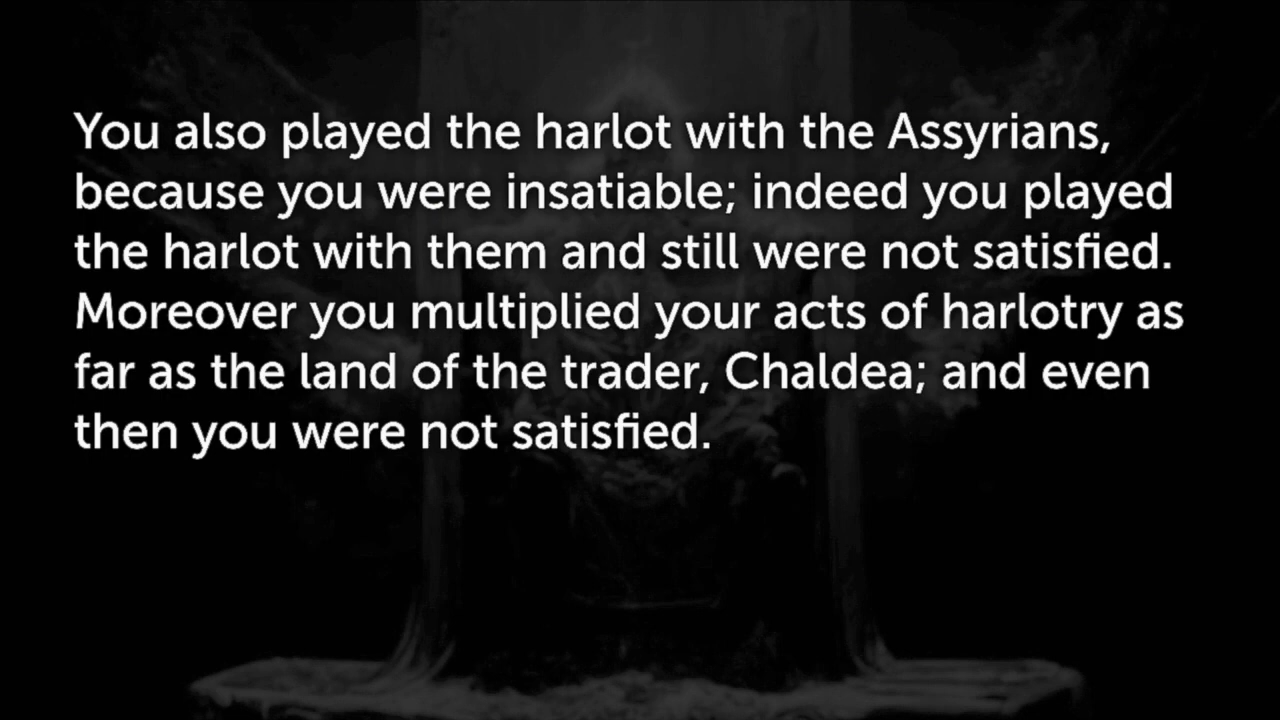 You also played the harlot with the Assyrians,
because you were insatiable; indeed you played
the harlot with them and still were not satisfied.
Moreover you multiplied your acts of harlotry as
far as the land of the trader, Chaldea; and even
then you were not satisfied.